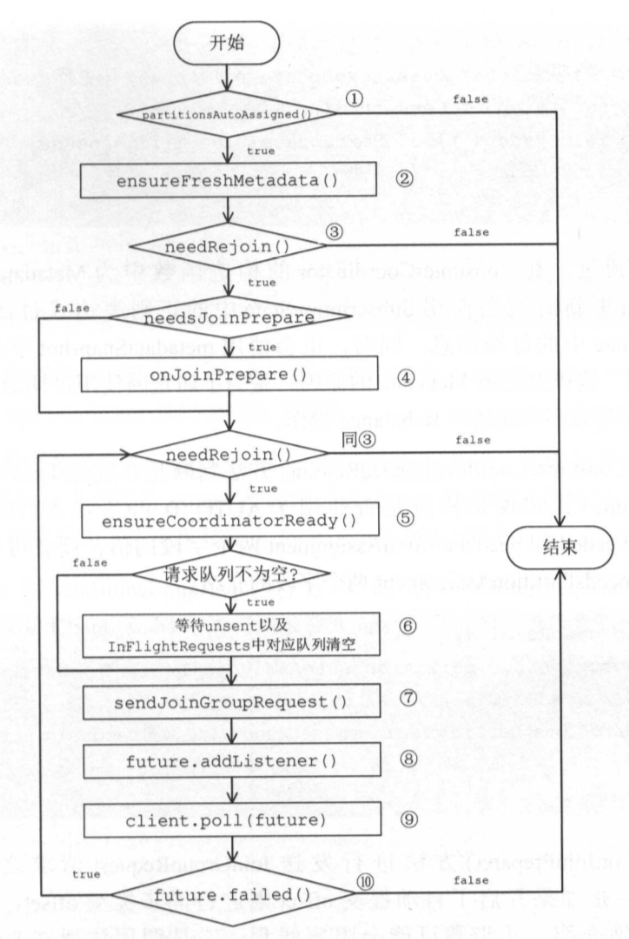 开始
①
false
partitionsAutoAssigned()
true
ensureFreshMetadata()
②
needRejoin()
③
false
true
false
needsJoinPrepare
true
onJoinPrepare()
④
needRejoin()
同③
false
true
ensureCoordinatorReady()
⑤
结束
false
请求队列不为空?
true
等待unsent以及
InFlightRequests中对应队列清空
⑥
sendJoinGroupRequest()
⑦
future.addListener()
⑧
client.poll(future)
⑨
true
future.failed()
⑩
false